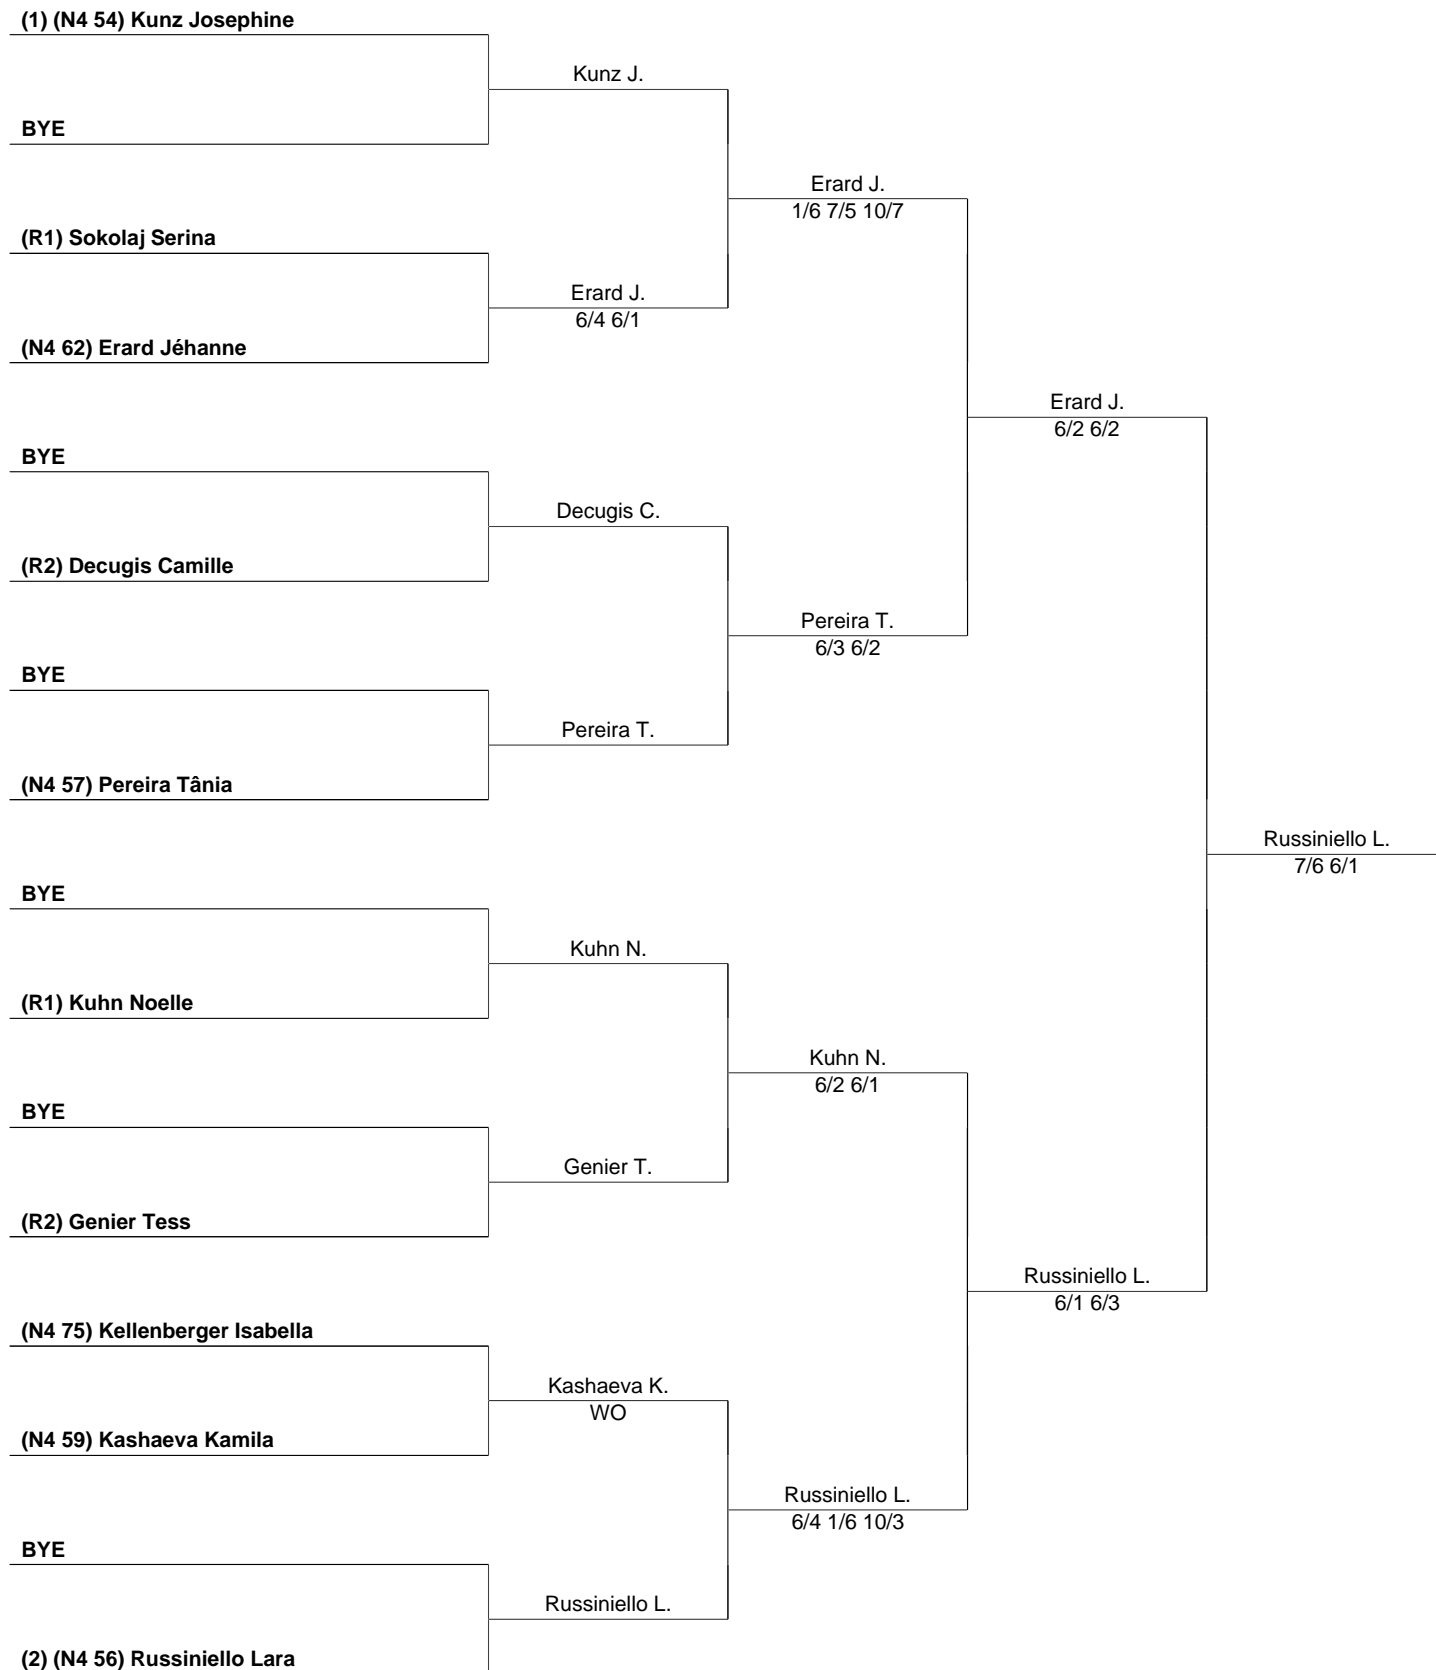 (1) (N4 54) Kunz Josephine
Kunz J.
BYE
Erard J.
1/6 7/5 10/7
(R1) Sokolaj Serina
Erard J.
6/4 6/1
(N4 62) Erard Jéhanne
Erard J.
6/2 6/2
BYE
Decugis C.
(R2) Decugis Camille
Pereira T.
6/3 6/2
BYE
Pereira T.
(N4 57) Pereira Tânia
Russiniello L.
7/6 6/1
BYE
Kuhn N.
(R1) Kuhn Noelle
Kuhn N.
6/2 6/1
BYE
Genier T.
(R2) Genier Tess
Russiniello L.
6/1 6/3
(N4 75) Kellenberger Isabella
Kashaeva K.
WO
(N4 59) Kashaeva Kamila
Russiniello L.
6/4 1/6 10/3
BYE
Russiniello L.
(2) (N4 56) Russiniello Lara